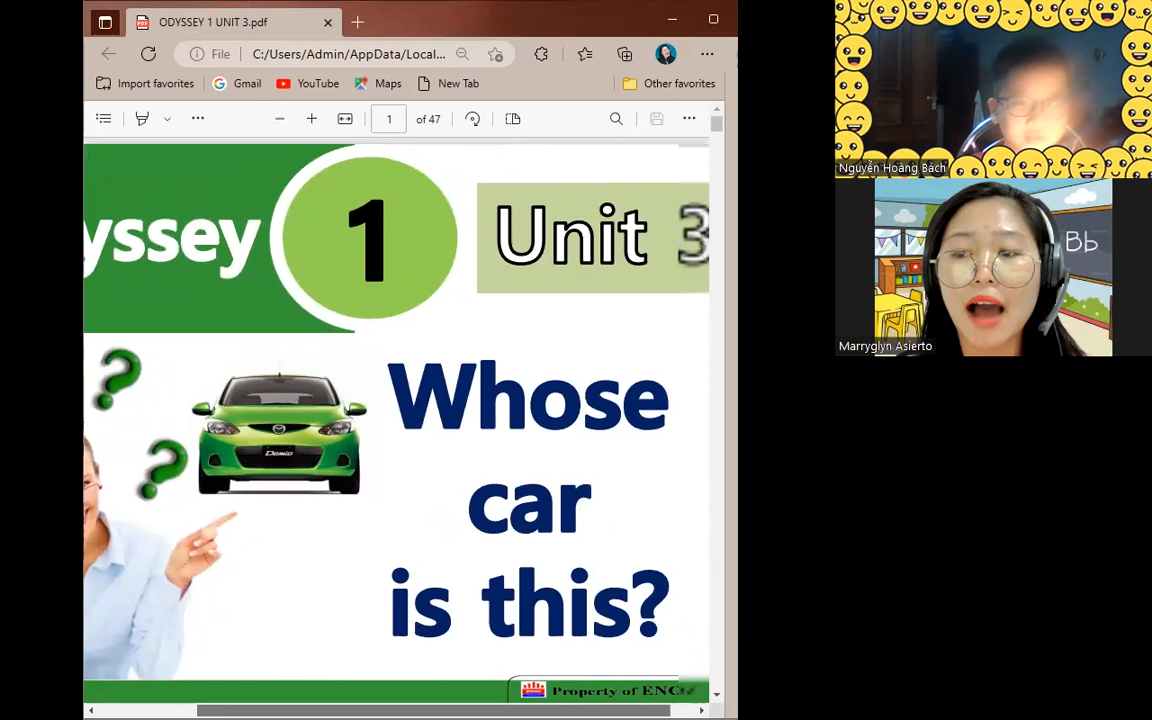 ODYSSEY 1 UNIT 3.pdf
File
C:/Users/Admin/AppData/Local...
Import favorites
Gmail
YouTube
Maps
New Tab
Other favorites
1 of 47
yssey
1
Unit 3
Whose
car
is this?
Demio
Property of
Nguyễn Hoàng Bách
Bb
Marryglyn Asierto